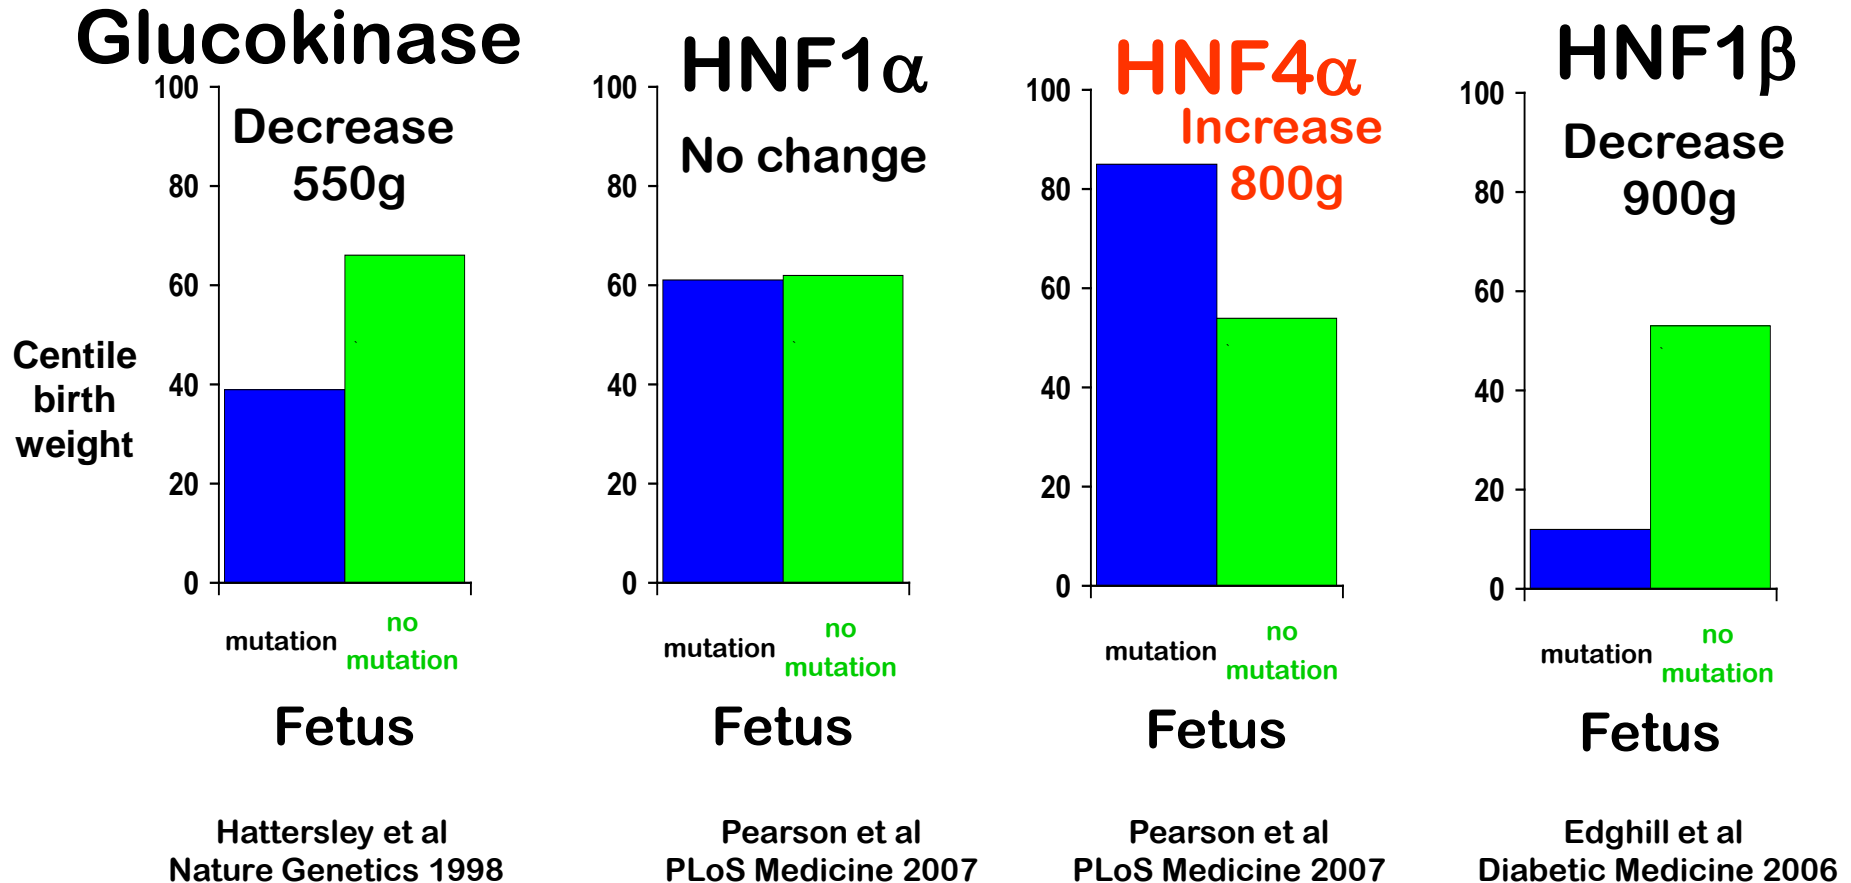 Glucokinase
Decrease
550g
100
80
60
40
20
0
Centile
birth
weight
mutation
no
mutation
Fetus
Hattersley et al
Nature Genetics 1998
HNF1α
No change
100
80
60
40
20
0
mutation
no
mutation
Fetus
Pearson et al
PLoS Medicine 2007
HNF4α
Increase
800g
100
80
60
40
20
0
mutation
no
mutation
Fetus
Pearson et al
PLoS Medicine 2007
HNF1β
Decrease
900g
100
80
60
40
20
0
mutation
no
mutation
Fetus
Edghill et al
Diabetic Medicine 2006